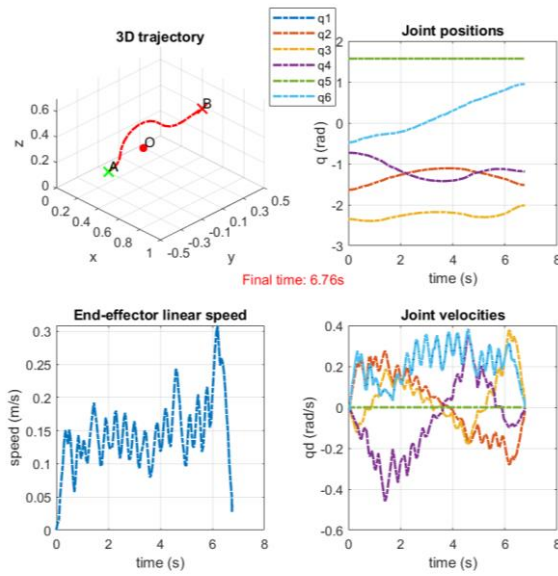 3D trajectory
B
O
A
0.6
0.4
0.2
0
z
0
0.2
0.4
0.6
0.8
1
x
-0.5
-0.3
-0.1
0.1
0.3
0.5
y
q1
q2
q3
q4
q5
q6
Joint positions
2
1
0
-1
-2
-3
q (rad)
0 2 4 6 8
time (s)
Final time: 6.76s
End-effector linear speed
0.3
0.25
0.2
0.15
0.1
0.05
0
speed (m/s)
0 2 4 6 8
time (s)
Joint velocities
0.4
0.2
0
-0.2
-0.4
-0.6
qd (rad/s)
0 2 4 6 8
time (s)